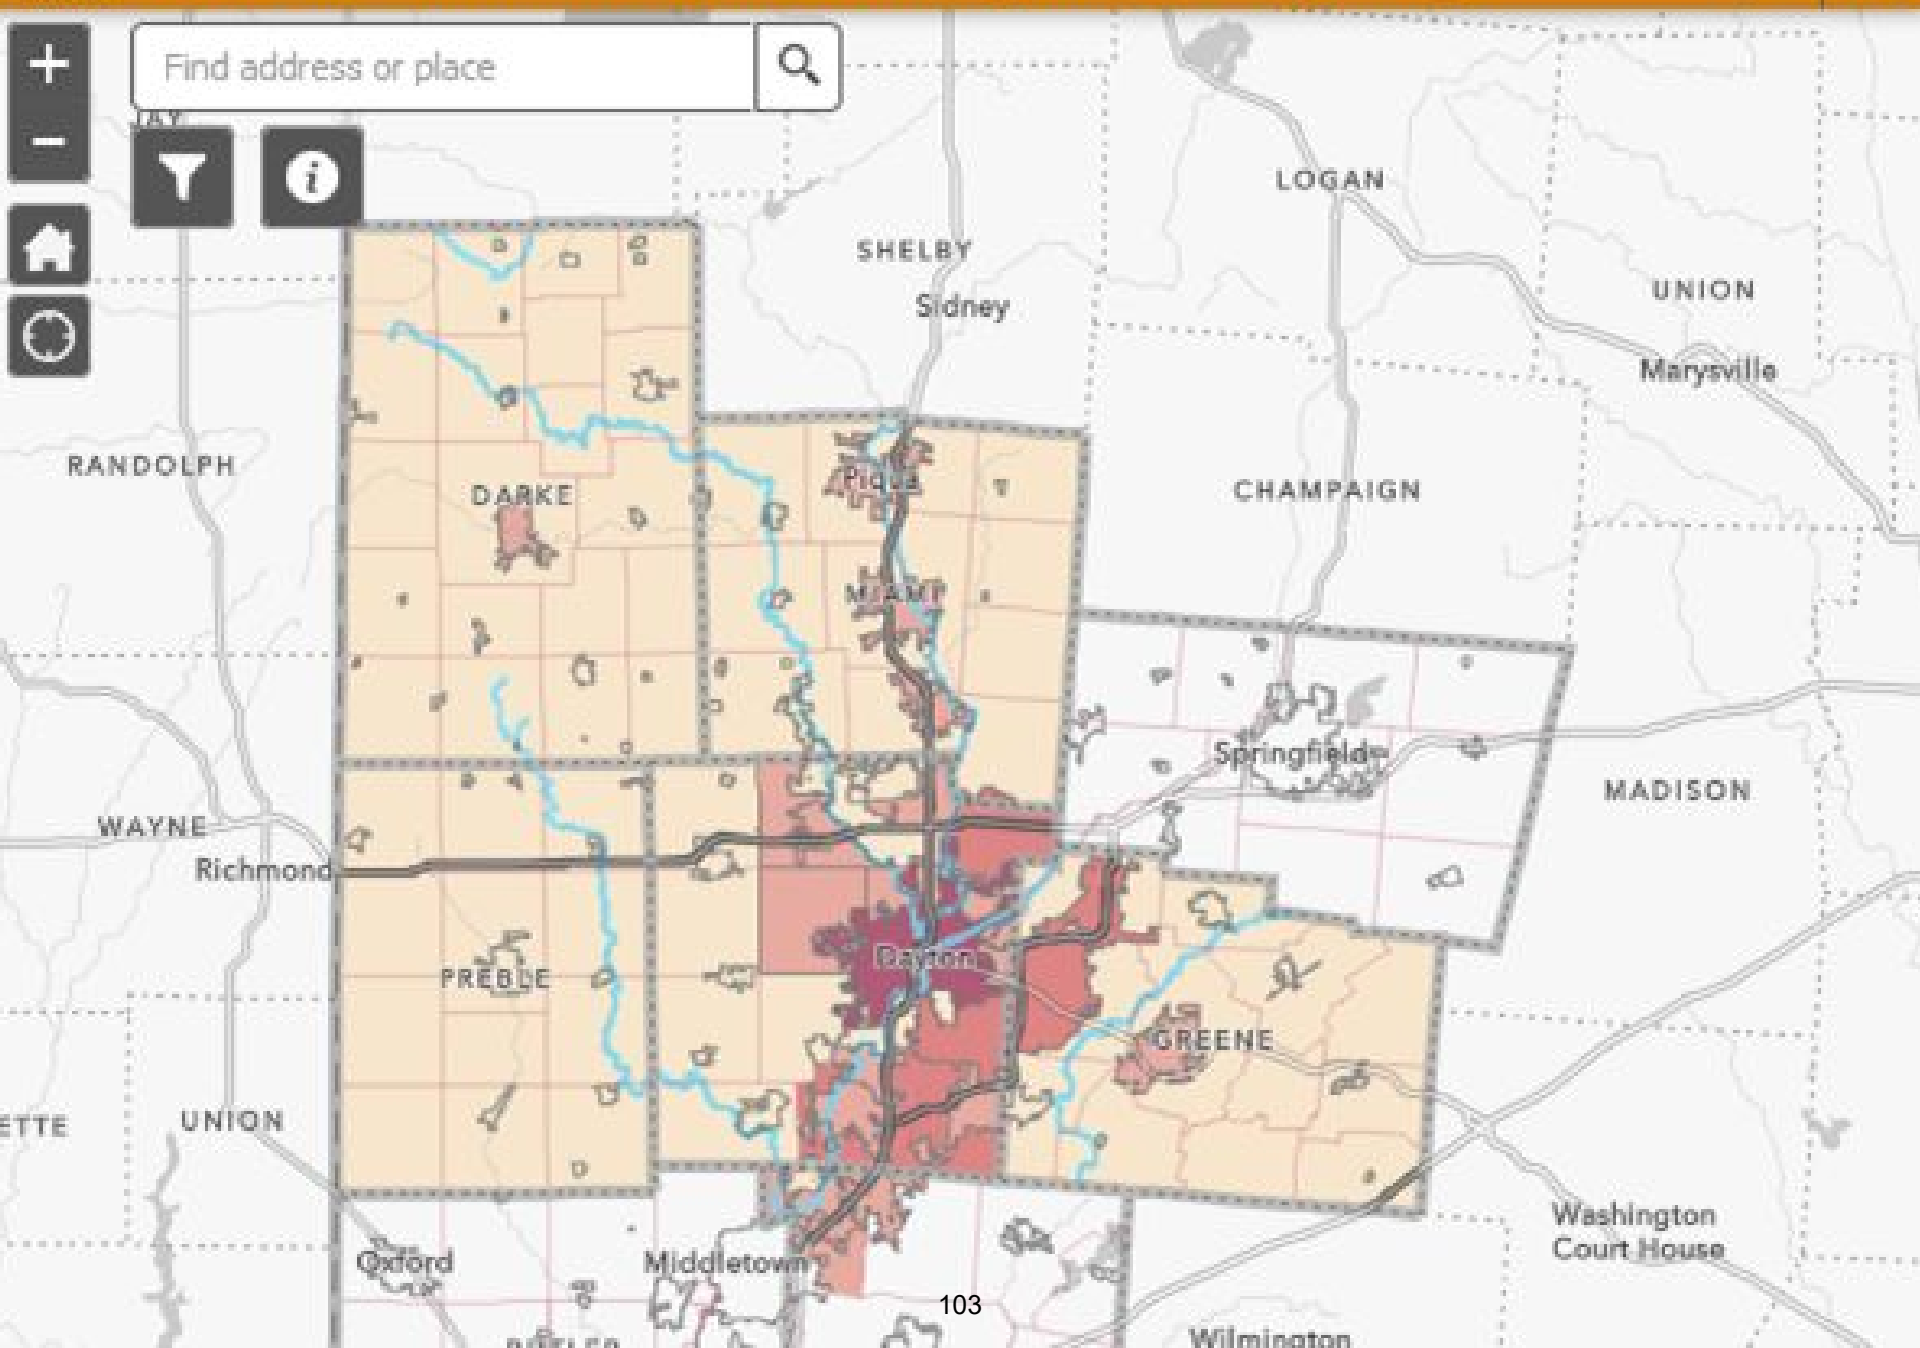 Find address or place
JAY
LOGAN
SHELBY
Sidney
UNION
Marysville
RANDOLPH
DARKE
Piqua
CHAMPAIGN
MIAMI
Springfield
MADISON
WAYNE
Richmond
Dayton
PREBLE
GREENE
ETTE
UNION
Washington
Court House
Oxford
Middletown
103
BUTLER
Wilmington